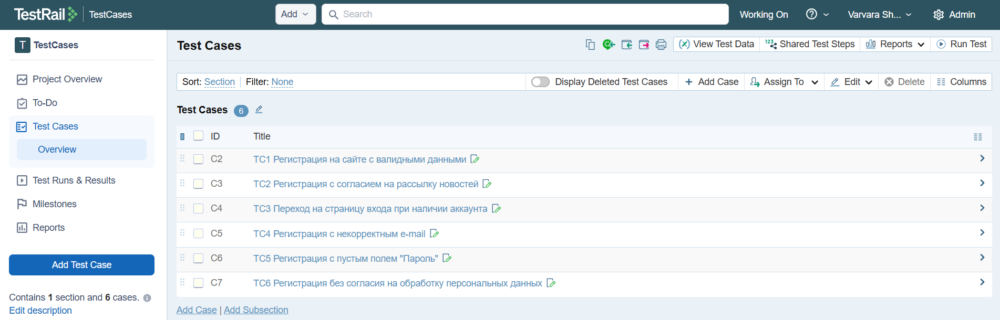 TestRail TestCases Add Search Working On Varvara Sh... Admin
T TestCases
Project Overview
To-Do
Test Cases
Overview
Test Runs & Results
Milestones
Reports
Add Test Case
Contains 1 section and 6 cases.
Edit description
Test Cases View Test Data 123 Shared Test Steps Reports Run Test
Sort: Section Filter: None Display Deleted Test Cases + Add Case Assign To Edit Delete Columns
Test Cases 6
ID Title
C2 TC1 Регистрация на сайте с валидными данными
C3 TC2 Регистрация с согласием на рассылку новостей
C4 TC3 Переход на страницу входа при наличии аккаунта
C5 TC4 Регистрация с некорректным e-mail
C6 TC5 Регистрация с пустым полем "Пароль"
C7 TC6 Регистрация без согласия на обработку персональных данных
Add Case | Add Subsection